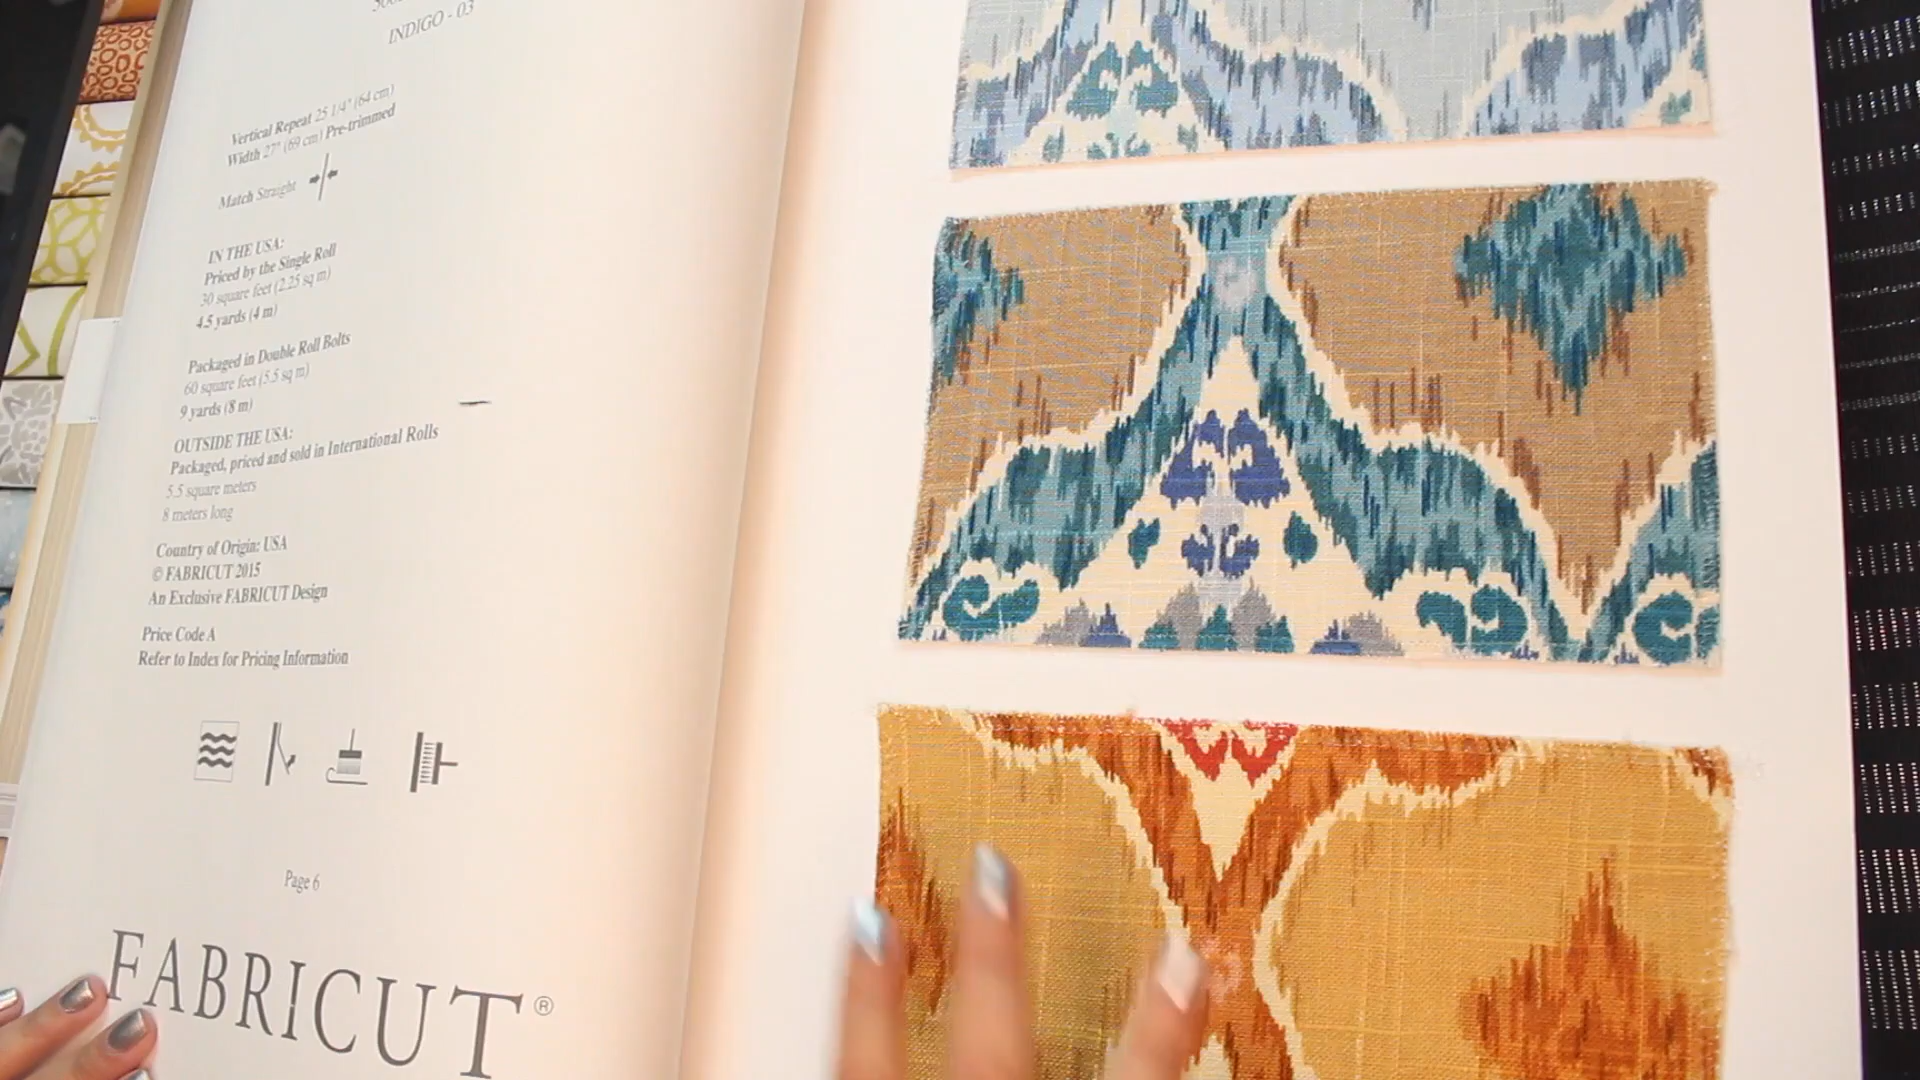 INDIGO - 03
Vertical Repeat 25 1/4" (64 cm)
Width 27" (69 cm) Pre-trimmed
Match Straight
IN THE USA:
Priced by the Single Roll
30 square feet (2.25 sq m)
4.5 yards (4 m)
Packaged in Double Roll Bolts
60 square feet (5.5 sq m)
9 yards (8 m)
OUTSIDE THE USA:
Packaged, priced and sold in International Rolls
5.5 square meters
8 meters long
Country of Origin: USA
© FABRICUT 2015
An Exclusive FABRICUT Design
Price Code A
Refer to Index for Pricing Information
Page 6
FABRICUT®